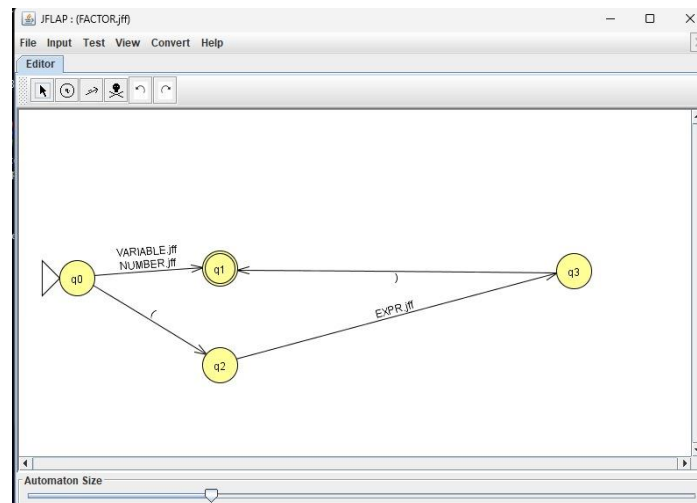 JFLAP : (FACTOR.jff)
File Input Test View Convert Help
Editor
VARIABLE.jff
NUMBER.jff
q0
q1
)
q3
(
EXPR.jff
q2
Automaton Size